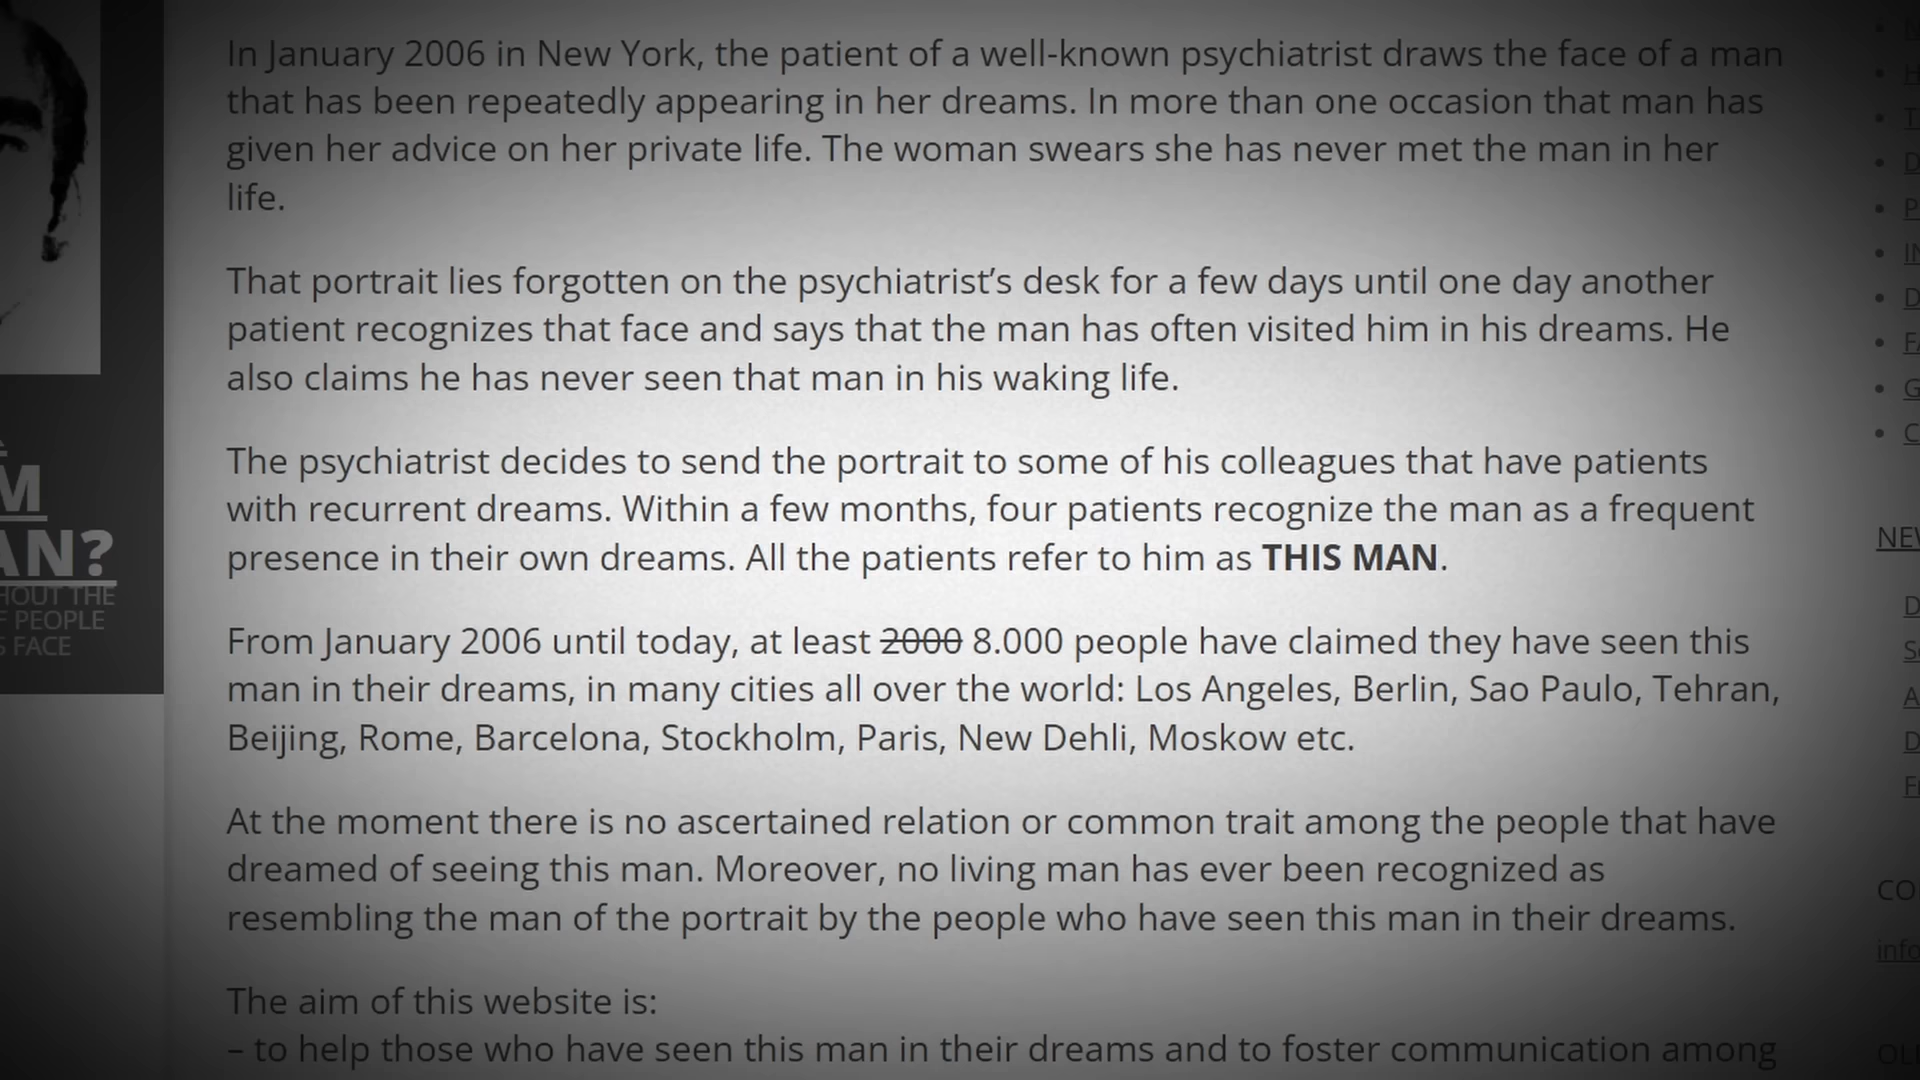 In January 2006 in New York, the patient of a well-known psychiatrist draws the face of a man
that has been repeatedly appearing in her dreams. In more than one occasion that man has
given her advice on her private life. The woman swears she has never met the man in her
life.
That portrait lies forgotten on the psychiatrist’s desk for a few days until one day another
patient recognizes that face and says that the man has often visited him in his dreams. He
also claims he has never seen that man in his waking life.
The psychiatrist decides to send the portrait to some of his colleagues that have patients
with recurrent dreams. Within a few months, four patients recognize the man as a frequent
presence in their own dreams. All the patients refer to him as THIS MAN.
From January 2006 until today, at least 2000 8.000 people have claimed they have seen this
man in their dreams, in many cities all over the world: Los Angeles, Berlin, Sao Paulo, Tehran,
Beijing, Rome, Barcelona, Stockholm, Paris, New Dehli, Moskow etc.
At the moment there is no ascertained relation or common trait among the people that have
dreamed of seeing this man. Moreover, no living man has ever been recognized as
resembling the man of the portrait by the people who have seen this man in their dreams.
The aim of this website is:
– to help those who have seen this man in their dreams and to foster communication among
M
AN?
HOUT THE
F PEOPLE
S FACE
NEW
CO
info